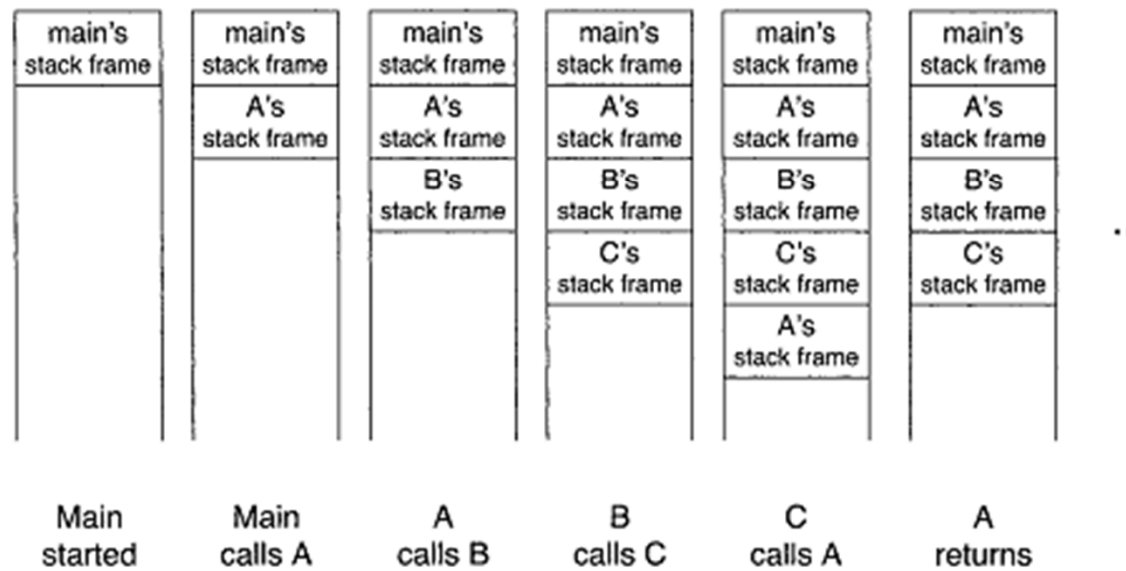 main's
stack frame
main's
stack frame
A's
stack frame
main's
stack frame
A's
stack frame
B's
stack frame
main's
stack frame
A's
stack frame
B's
stack frame
C's
stack frame
main's
stack frame
A's
stack frame
B's
stack frame
C's
stack frame
A's
stack frame
main's
stack frame
A's
stack frame
B's
stack frame
C's
stack frame
Main
started
Main
calls A
A
calls B
B
calls C
C
calls A
A
returns